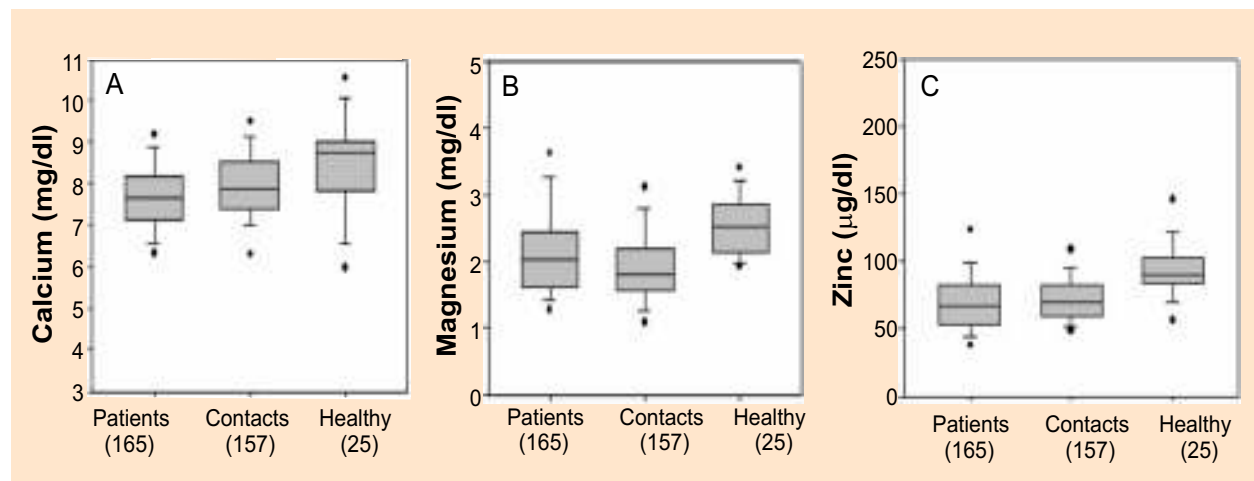 A
Calcium (mg/dl)
11
10
9
8
7
6
5
4
3
Patients
(165)
Contacts
(157)
Healthy
(25)
B
Magnesium (mg/dl)
5
4
3
2
1
0
Patients
(165)
Contacts
(157)
Healthy
(25)
C
Zinc (µg/dl)
250
200
150
100
50
0
Patients
(165)
Contacts
(157)
Healthy
(25)